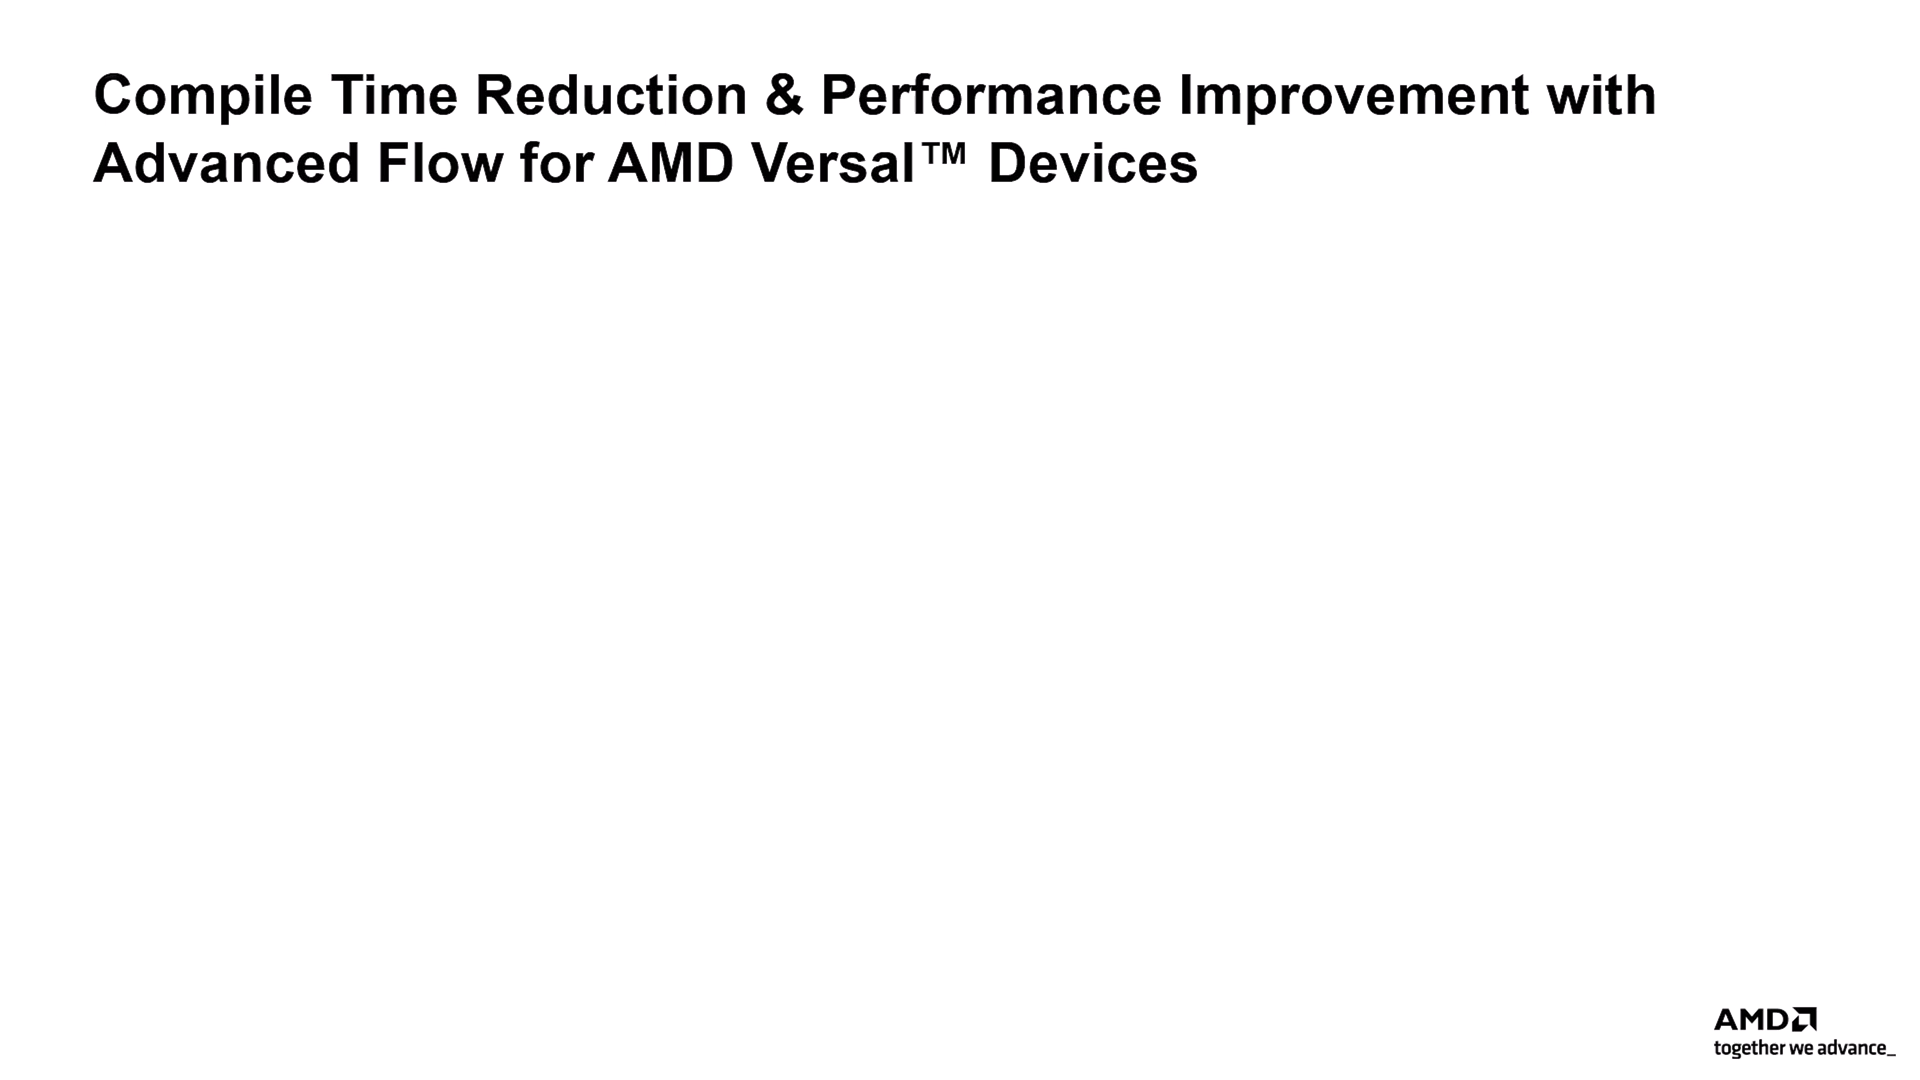 Compile Time Reduction & Performance Improvement with
Advanced Flow for AMD Versal™ Devices
AMD
together we advance_